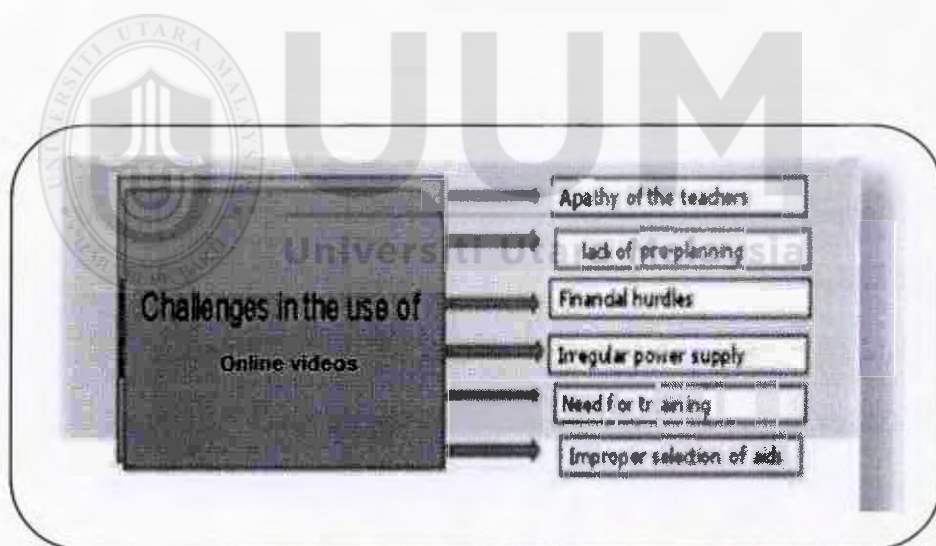 UNIVERSITI UTARA MALAYSIA
UUM
Universiti Utara Malaysia
Challenges in the use of
Online videos
Apathy of the teachers
lack of pre-planning
Financial hurdles
Irregular power supply
Need for training
Improper selection of aids